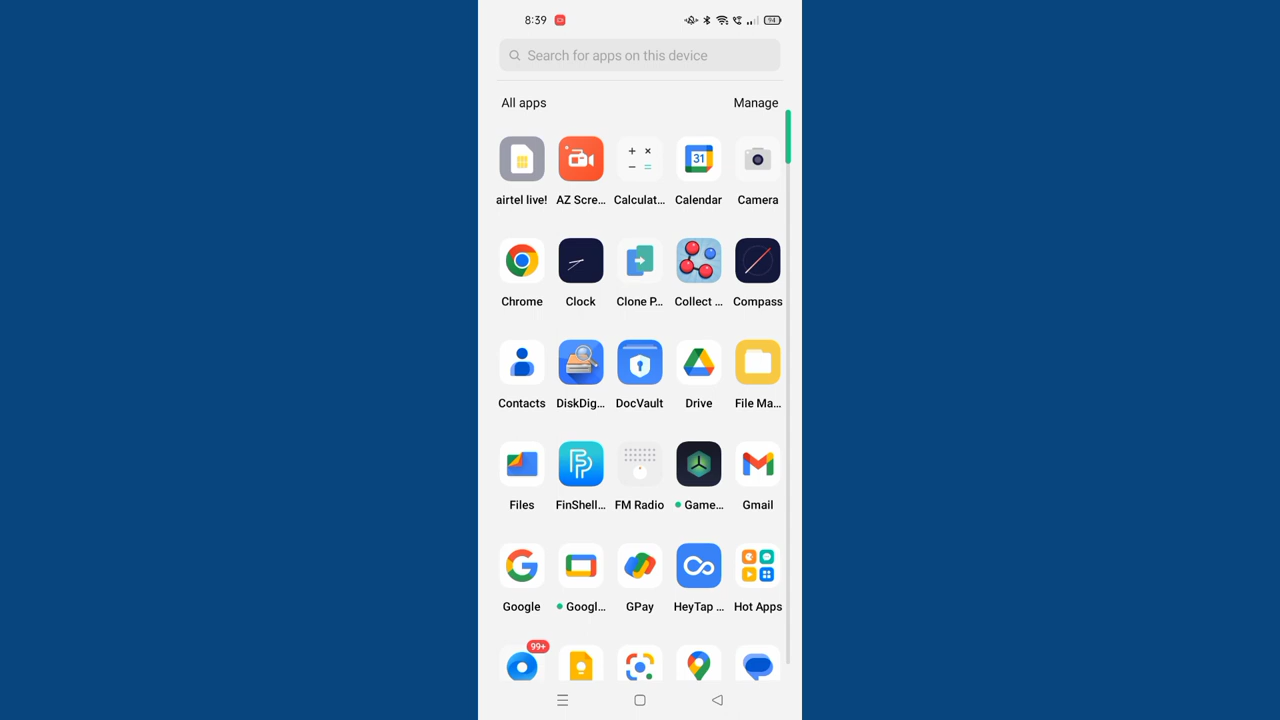 8:39 94
Search for apps on this device
All apps Manage
31
airtel live! AZ Scre... Calculat... Calendar Camera
Chrome Clock Clone P... Collect ... Compass
Contacts DiskDig... DocVault Drive File Ma...
Files FinShell... FM Radio Game... Gmail
Google Googl... GPay HeyTap ... Hot Apps
99+